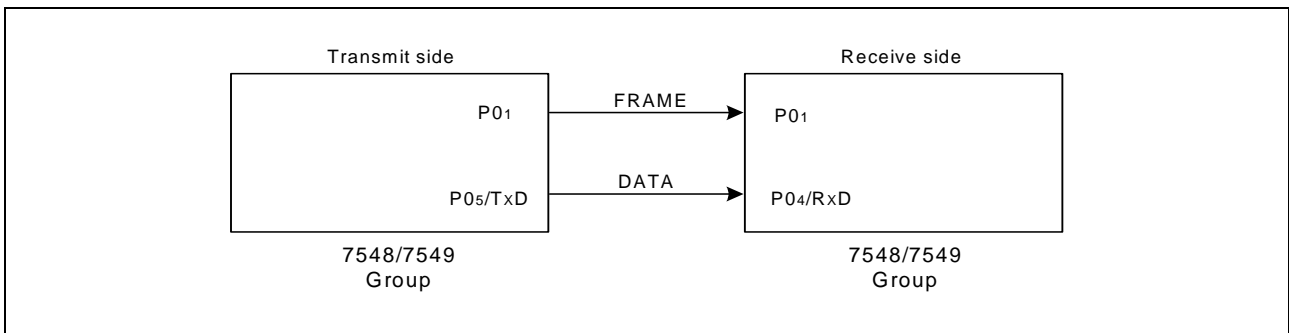 Transmit side
Receive side
P01
FRAME
P01
P05/TxD
DATA
P04/RxD
7548/7549
Group
7548/7549
Group